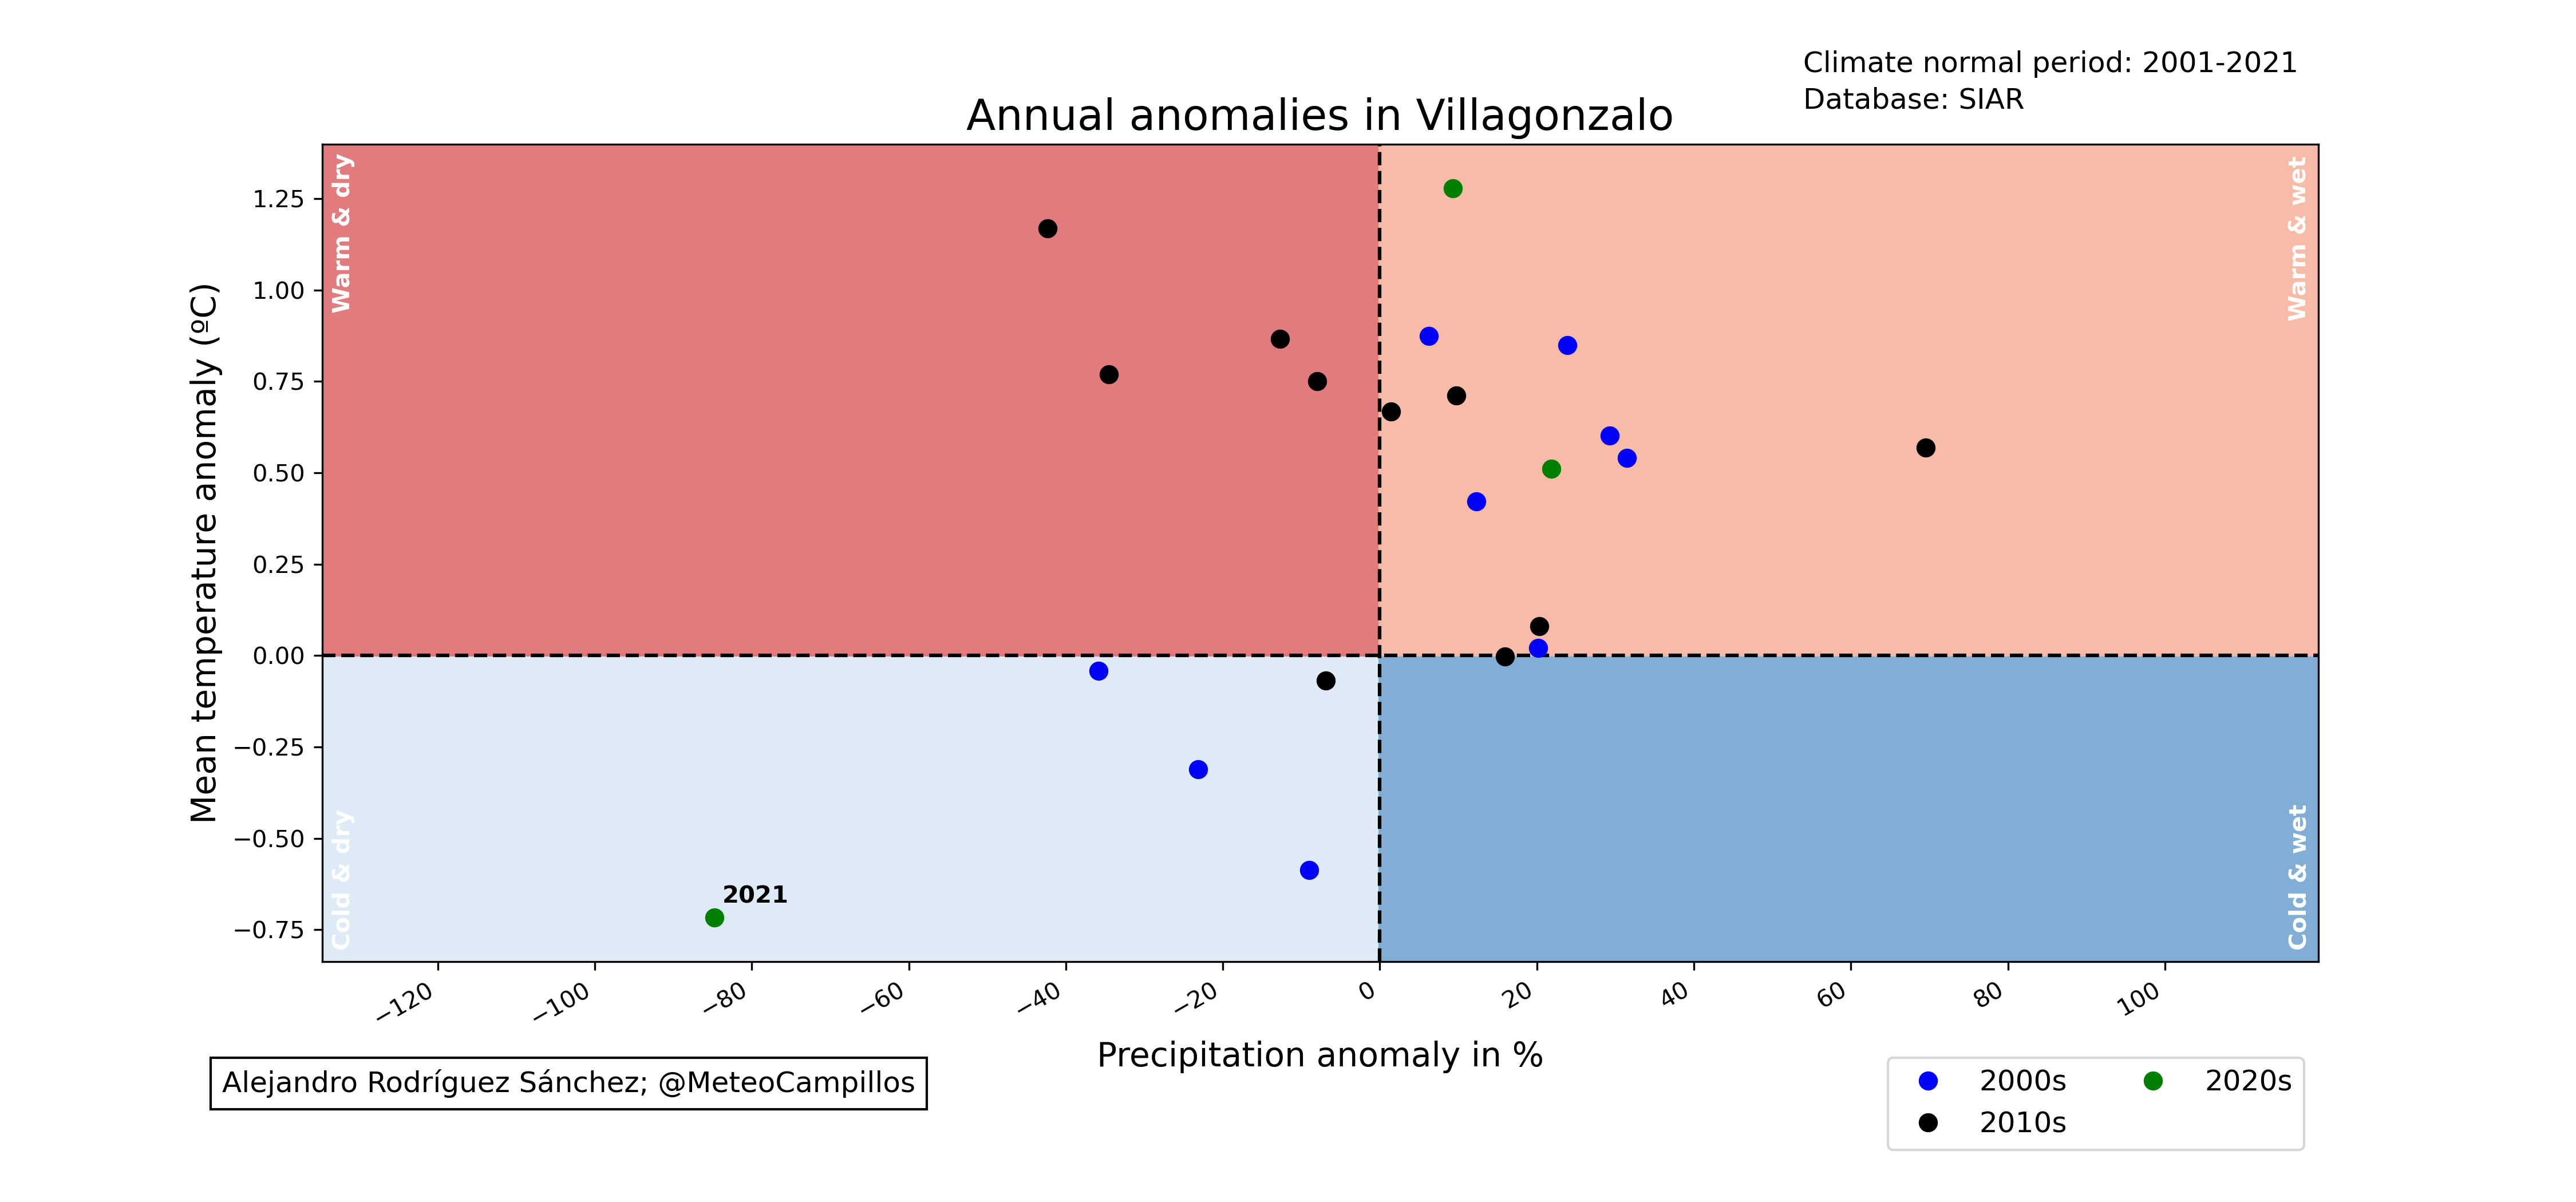 Climate normal period: 2001-2021
Database: SIAR
Annual anomalies in Villagonzalo
Warm & dry
Warm & wet
Cold & dry
Cold & wet
Mean temperature anomaly (ºC)
1.25
1.00
0.75
0.50
0.25
0.00
−0.25
−0.50
−0.75
2021
−120
−100
−80
−60
−40
−20
0
20
40
60
80
100
Precipitation anomaly in %
Alejandro Rodríguez Sánchez; @MeteoCampillos
2000s
2010s
2020s